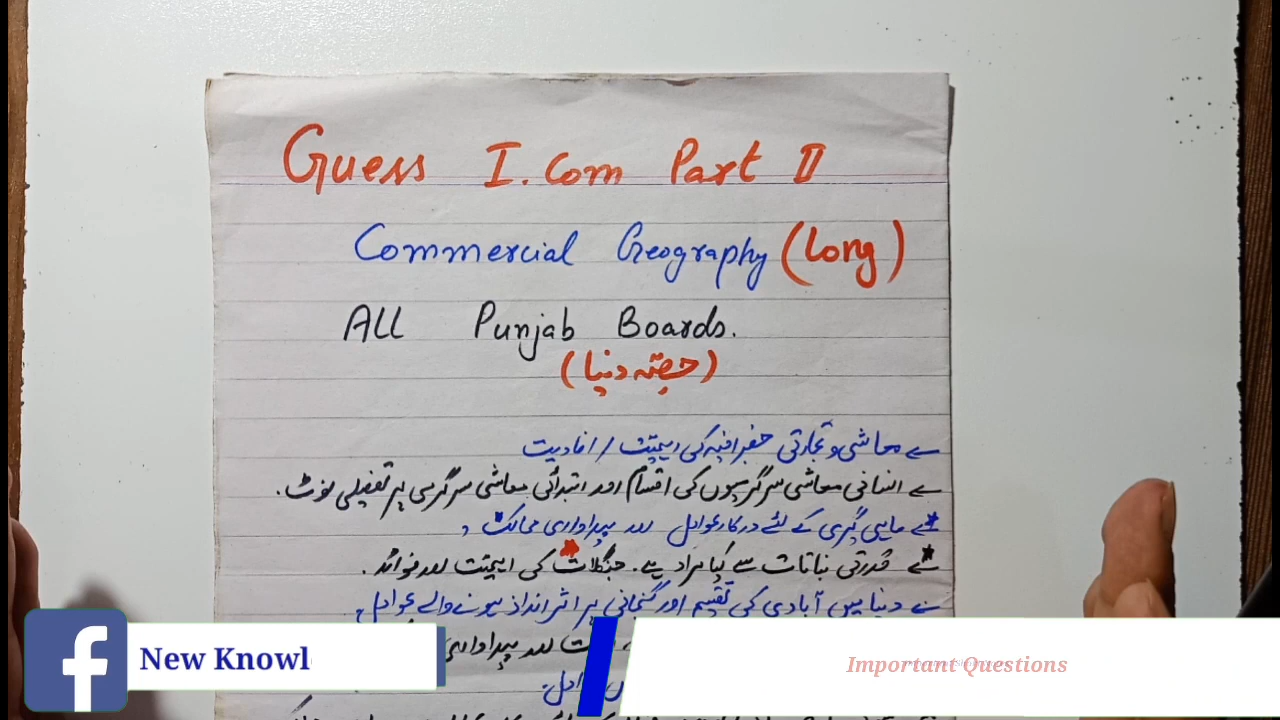 Guess I.Com Part II
Commercial Geography (Long)
All Punjab Boards.
(حصّہ دنیا)
معاشی و تجارتی جغرافیہ کی اہمیت / افادیت
انسانی معاشی سرگرمیوں کی اقسام اور ابتدائی معاشی سرگرمی پر تفصیلی نوٹ۔
ماہی گیری کے لئے درکار عوامل اور پیداواری ممالک
قدرتی نباتات سے کیا مراد ہے۔ جنگلات کی اہمیت اور فوائد۔
دنیا میں آبادی کی تقسیم اور گنجانی پر اثر انداز ہونے والے عوامل۔
اور پیداواری
New Knowl
Important Questions